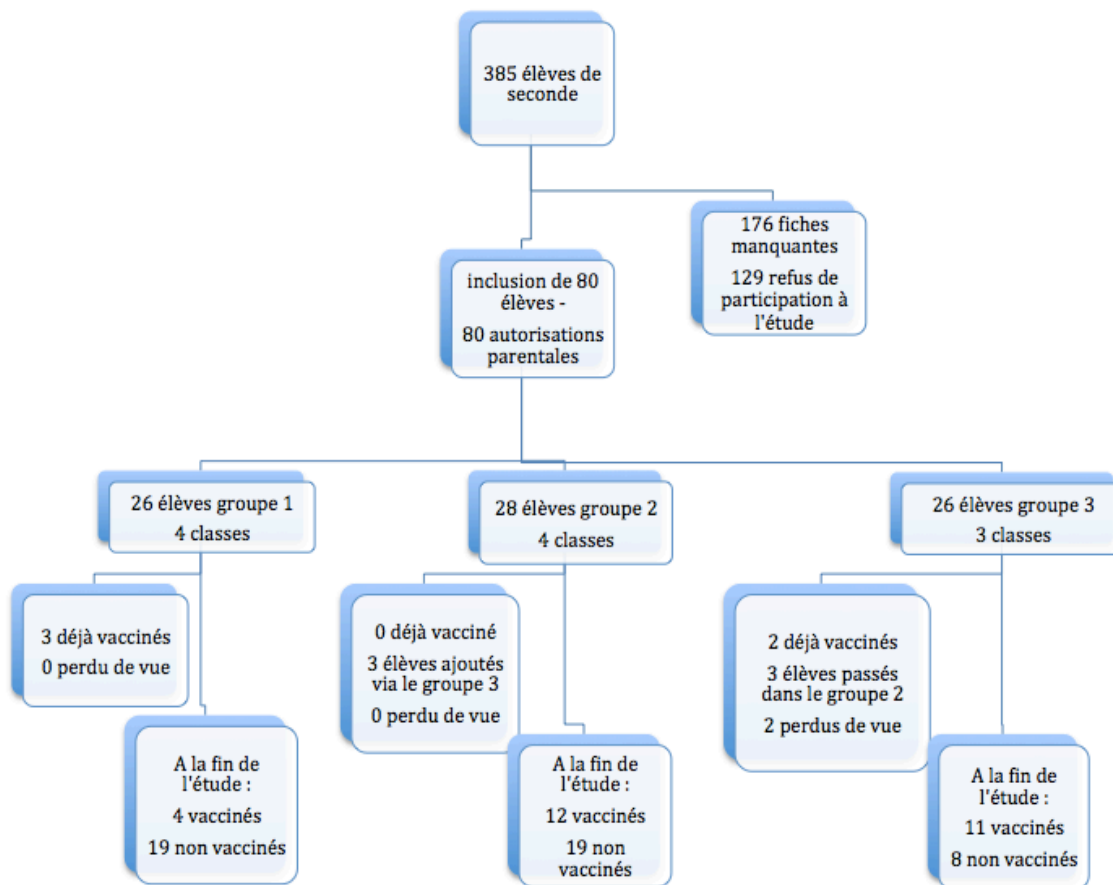 385 élèves de
seconde
176 fiches
manquantes
129 refus de
participation à
l'étude
inclusion de 80
élèves -
80 autorisations
parentales
26 élèves groupe 1
4 classes
28 élèves groupe 2
4 classes
26 élèves groupe 3
3 classes
3 déjà vaccinés
0 perdu de vue
0 déjà vacciné
3 élèves ajoutés
via le groupe 3
0 perdu de vue
2 déjà vaccinés
3 élèves passés
dans le groupe 2
2 perdus de vue
A la fin de
l'étude :
4 vaccinés
19 non vaccinés
A la fin de
l'étude :
12 vaccinés
19 non
vaccinés
A la fin de
l'étude :
11 vaccinés
8 non vaccinés